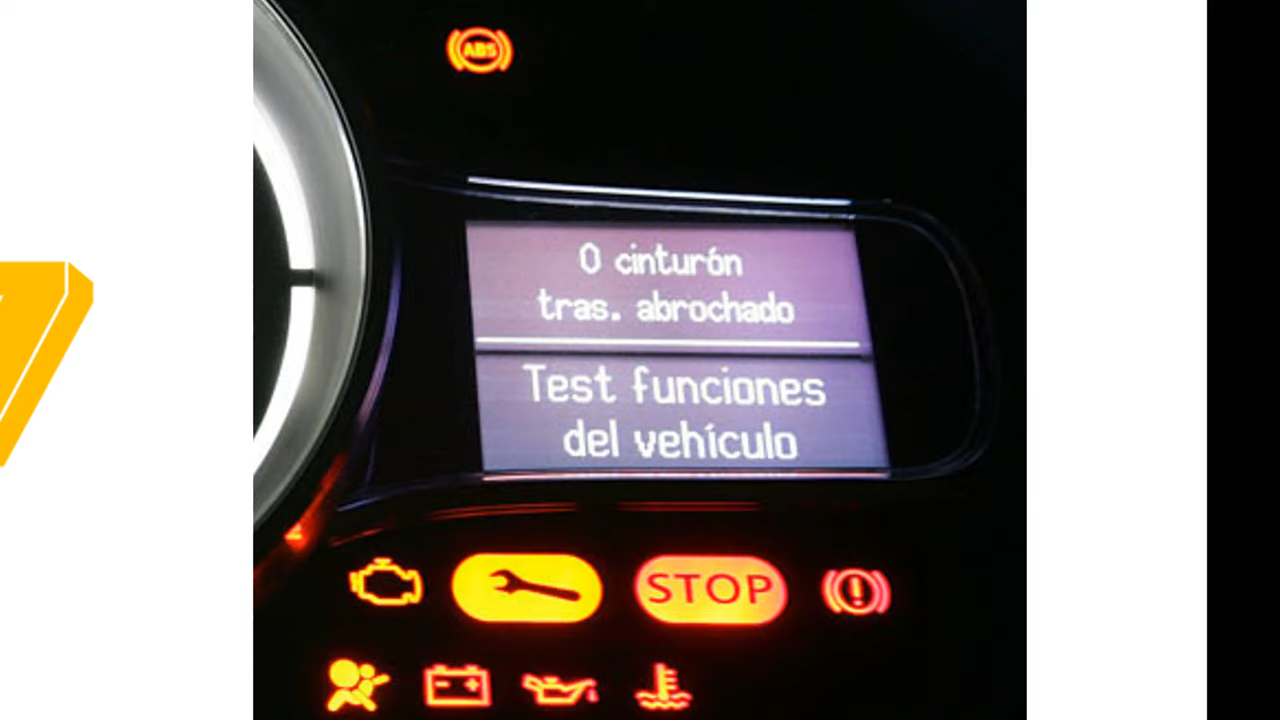 ABS
0 cinturón
tras. abrochado
Test funciones
del vehículo
STOP